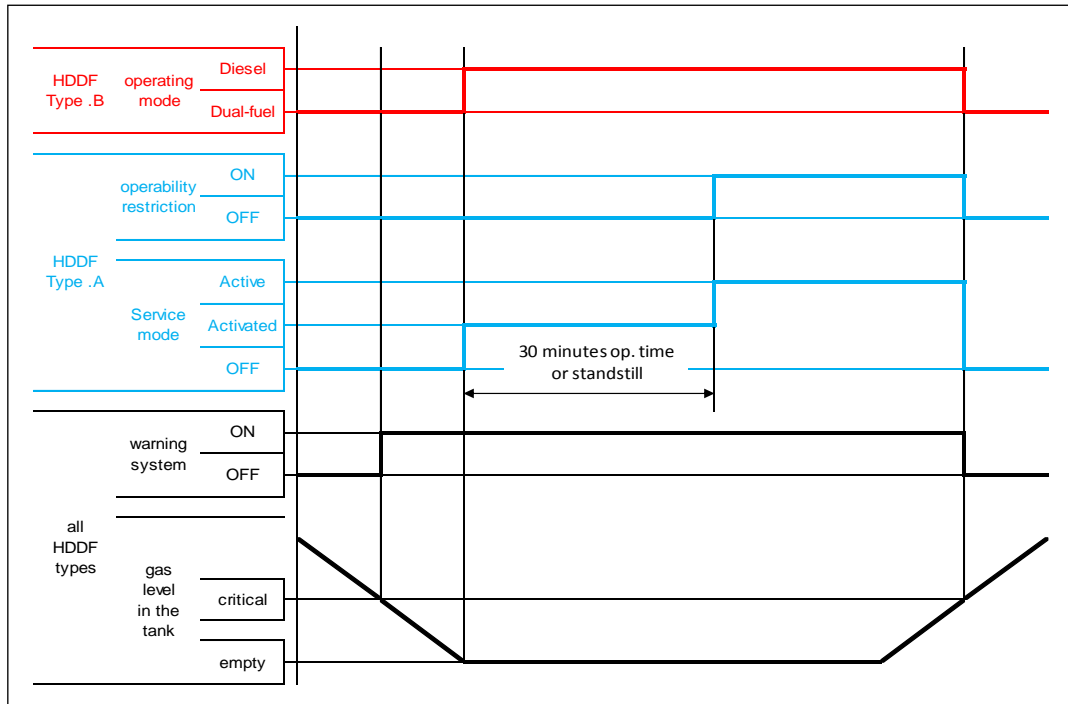 HDDF
Type .B
operating
mode
Diesel
Dual-fuel
HDDF
Type .A
operability
restriction
ON
OFF
Service
mode
Active
Activated
OFF
30 minutes op. time
or standstill
all
HDDF
types
warning
system
ON
OFF
gas
level
in the
tank
critical
empty